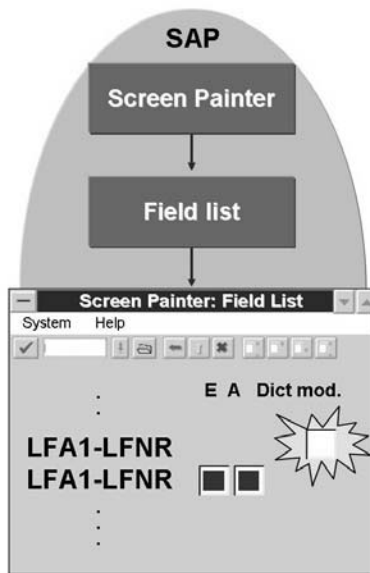 SAP
Screen Painter
Field list
Screen Painter: Field List
System Help
E A Dict mod.
LFA1-LFNR
LFA1-LFNR